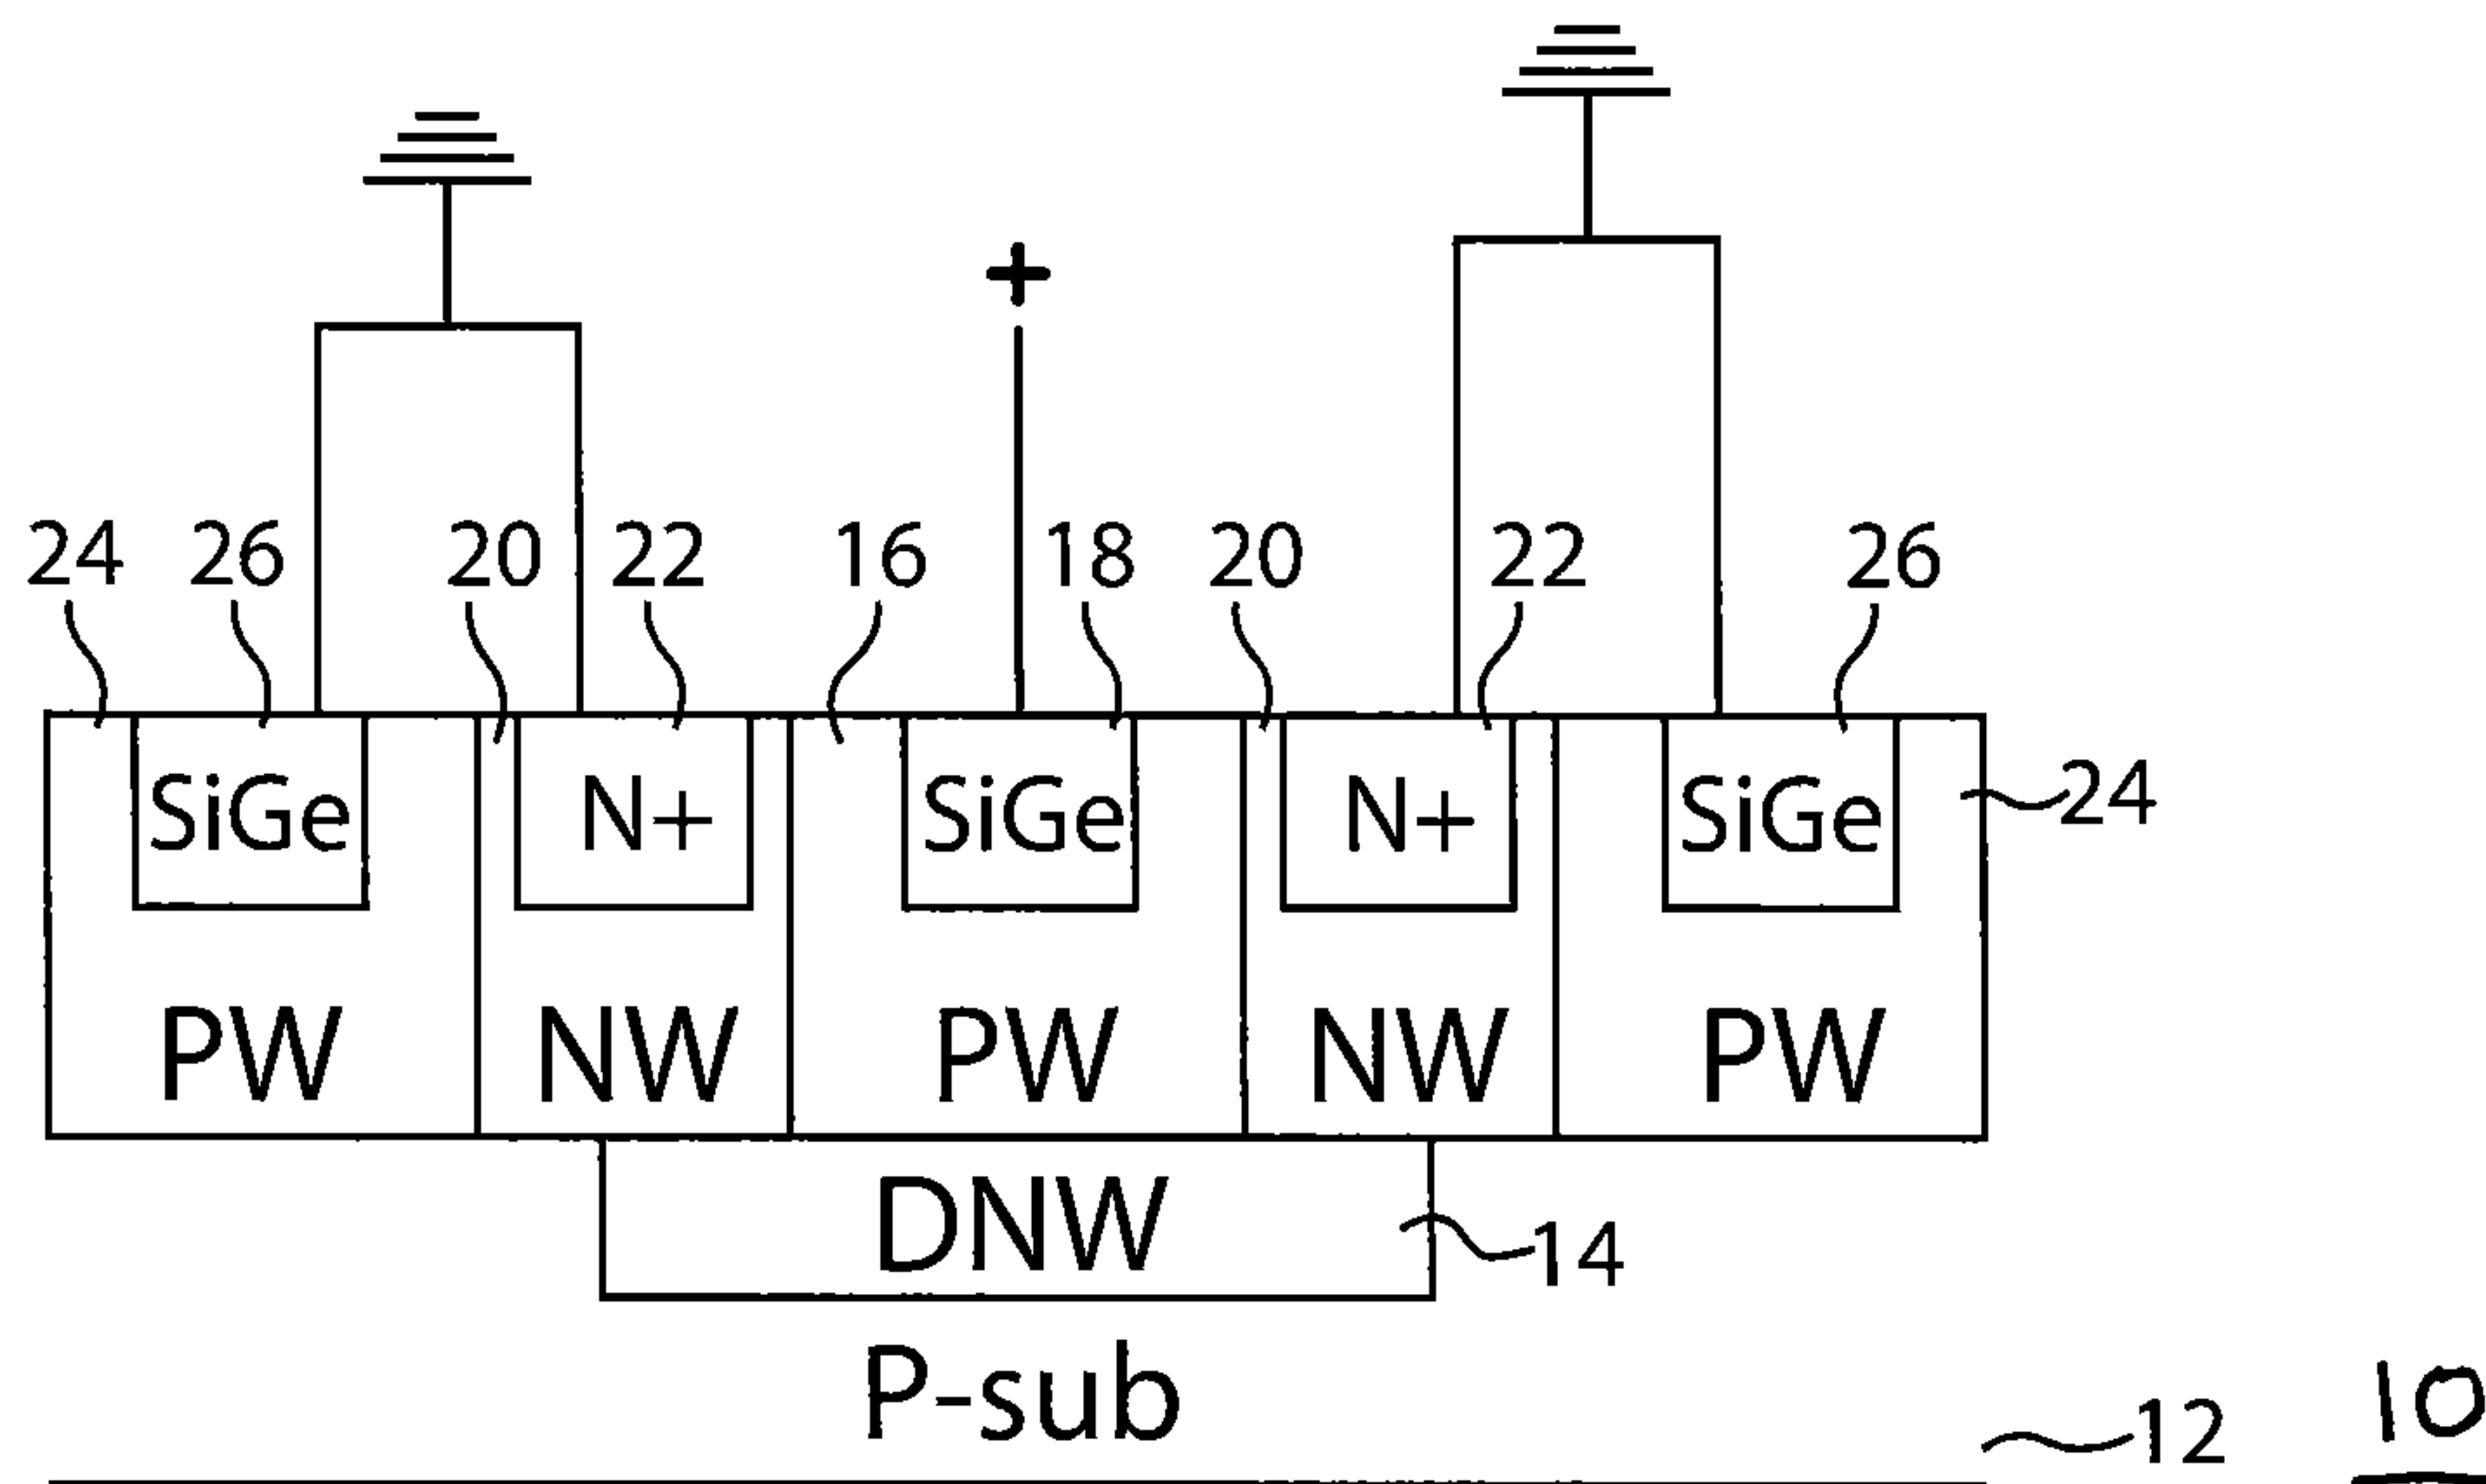 +
24 26 20 22 16 18 20 22 26
SiGe N+ SiGe N+ SiGe 24
PW NW PW NW PW
DNW 14
P-sub
12 10